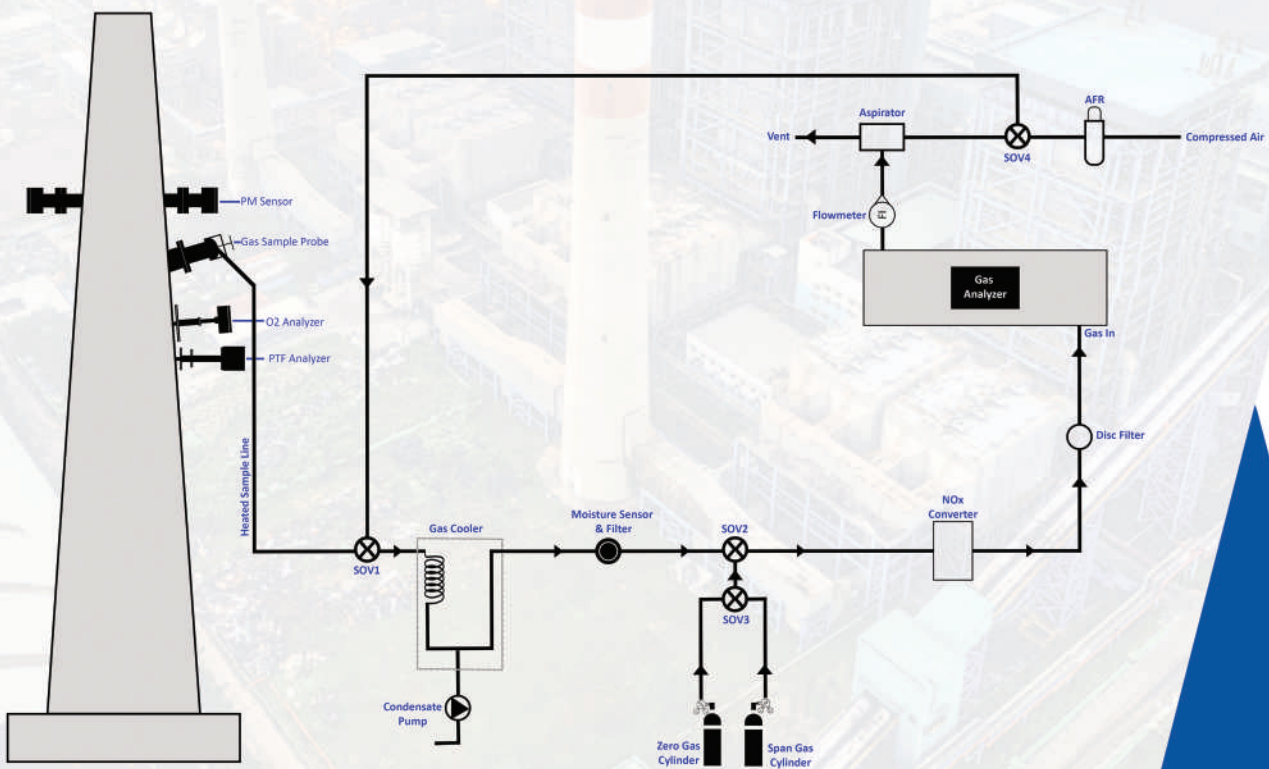 AFR
Aspirator
Vent
Compressed Air
SOV4
PM Sensor
Flowmeter
FI
Gas Sample Probe
Gas
Analyzer
O2 Analyzer
Gas In
PTF Analyzer
Disc Filter
Heated Sample Line
NOx
Converter
Moisture Sensor
& Filter
Gas Cooler
SOV2
SOV1
SOV3
Condensate
Pump
Zero Gas
Cylinder
Span Gas
Cylinder